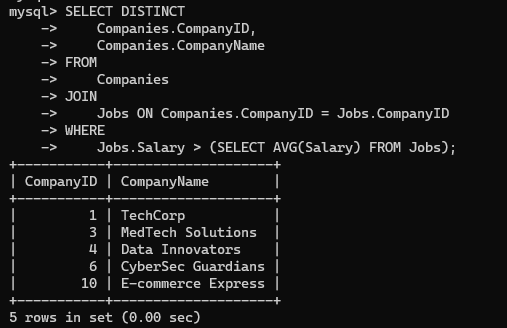 mysql> SELECT DISTINCT
    ->     Companies.CompanyID,
    ->     Companies.CompanyName
    -> FROM
    ->     Companies
    -> JOIN
    ->     Jobs ON Companies.CompanyID = Jobs.CompanyID
    -> WHERE
    ->     Jobs.Salary > (SELECT AVG(Salary) FROM Jobs);
+-----------+--------------------+
| CompanyID | CompanyName        |
+-----------+--------------------+
|         1 | TechCorp           |
|         3 | MedTech Solutions  |
|         4 | Data Innovators    |
|         6 | CyberSec Guardians |
|        10 | E-commerce Express |
+-----------+--------------------+
5 rows in set (0.00 sec)